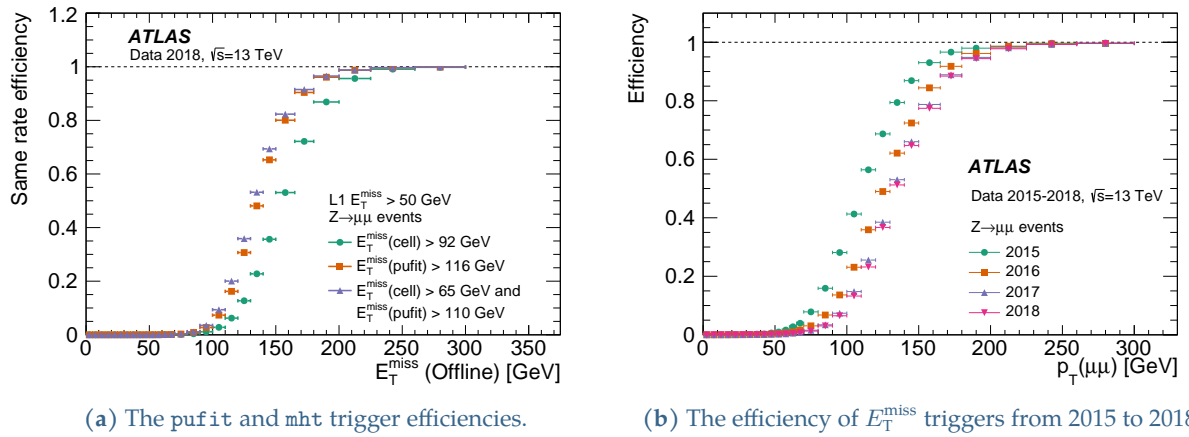 1.2
1
0.8
0.6
0.4
0.2
0
Same rate efficiency
ATLAS
Data 2018, √s=13 TeV
L1 E_T^miss > 50 GeV
Z→μμ events
E_T^miss(cell) > 92 GeV
E_T^miss(pufit) > 116 GeV
E_T^miss(cell) > 65 GeV and
E_T^miss(pufit) > 110 GeV
0 50 100 150 200 250 300 350
E_T^miss (Offline) [GeV]
(a) The pufit and mht trigger efficiencies.
1
0.8
0.6
0.4
0.2
0
Efficiency
ATLAS
Data 2015-2018, √s=13 TeV
Z→μμ events
2015
2016
2017
2018
0 50 100 150 200 250 300
p_T(μμ) [GeV]
(b) The efficiency of E_T^miss triggers from 2015 to 2018